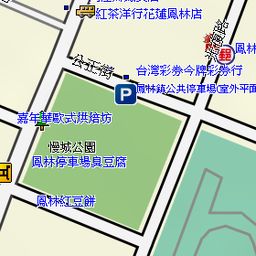 紅茶洋行花蓮鳳林店
公正街
台灣彩券今牌彩券行
P
鳳林鎮公共停車場(室外平面
嘉年華歐式烘焙坊
慢城公園
鳳林停車場臭豆腐
鳳林紅豆餅